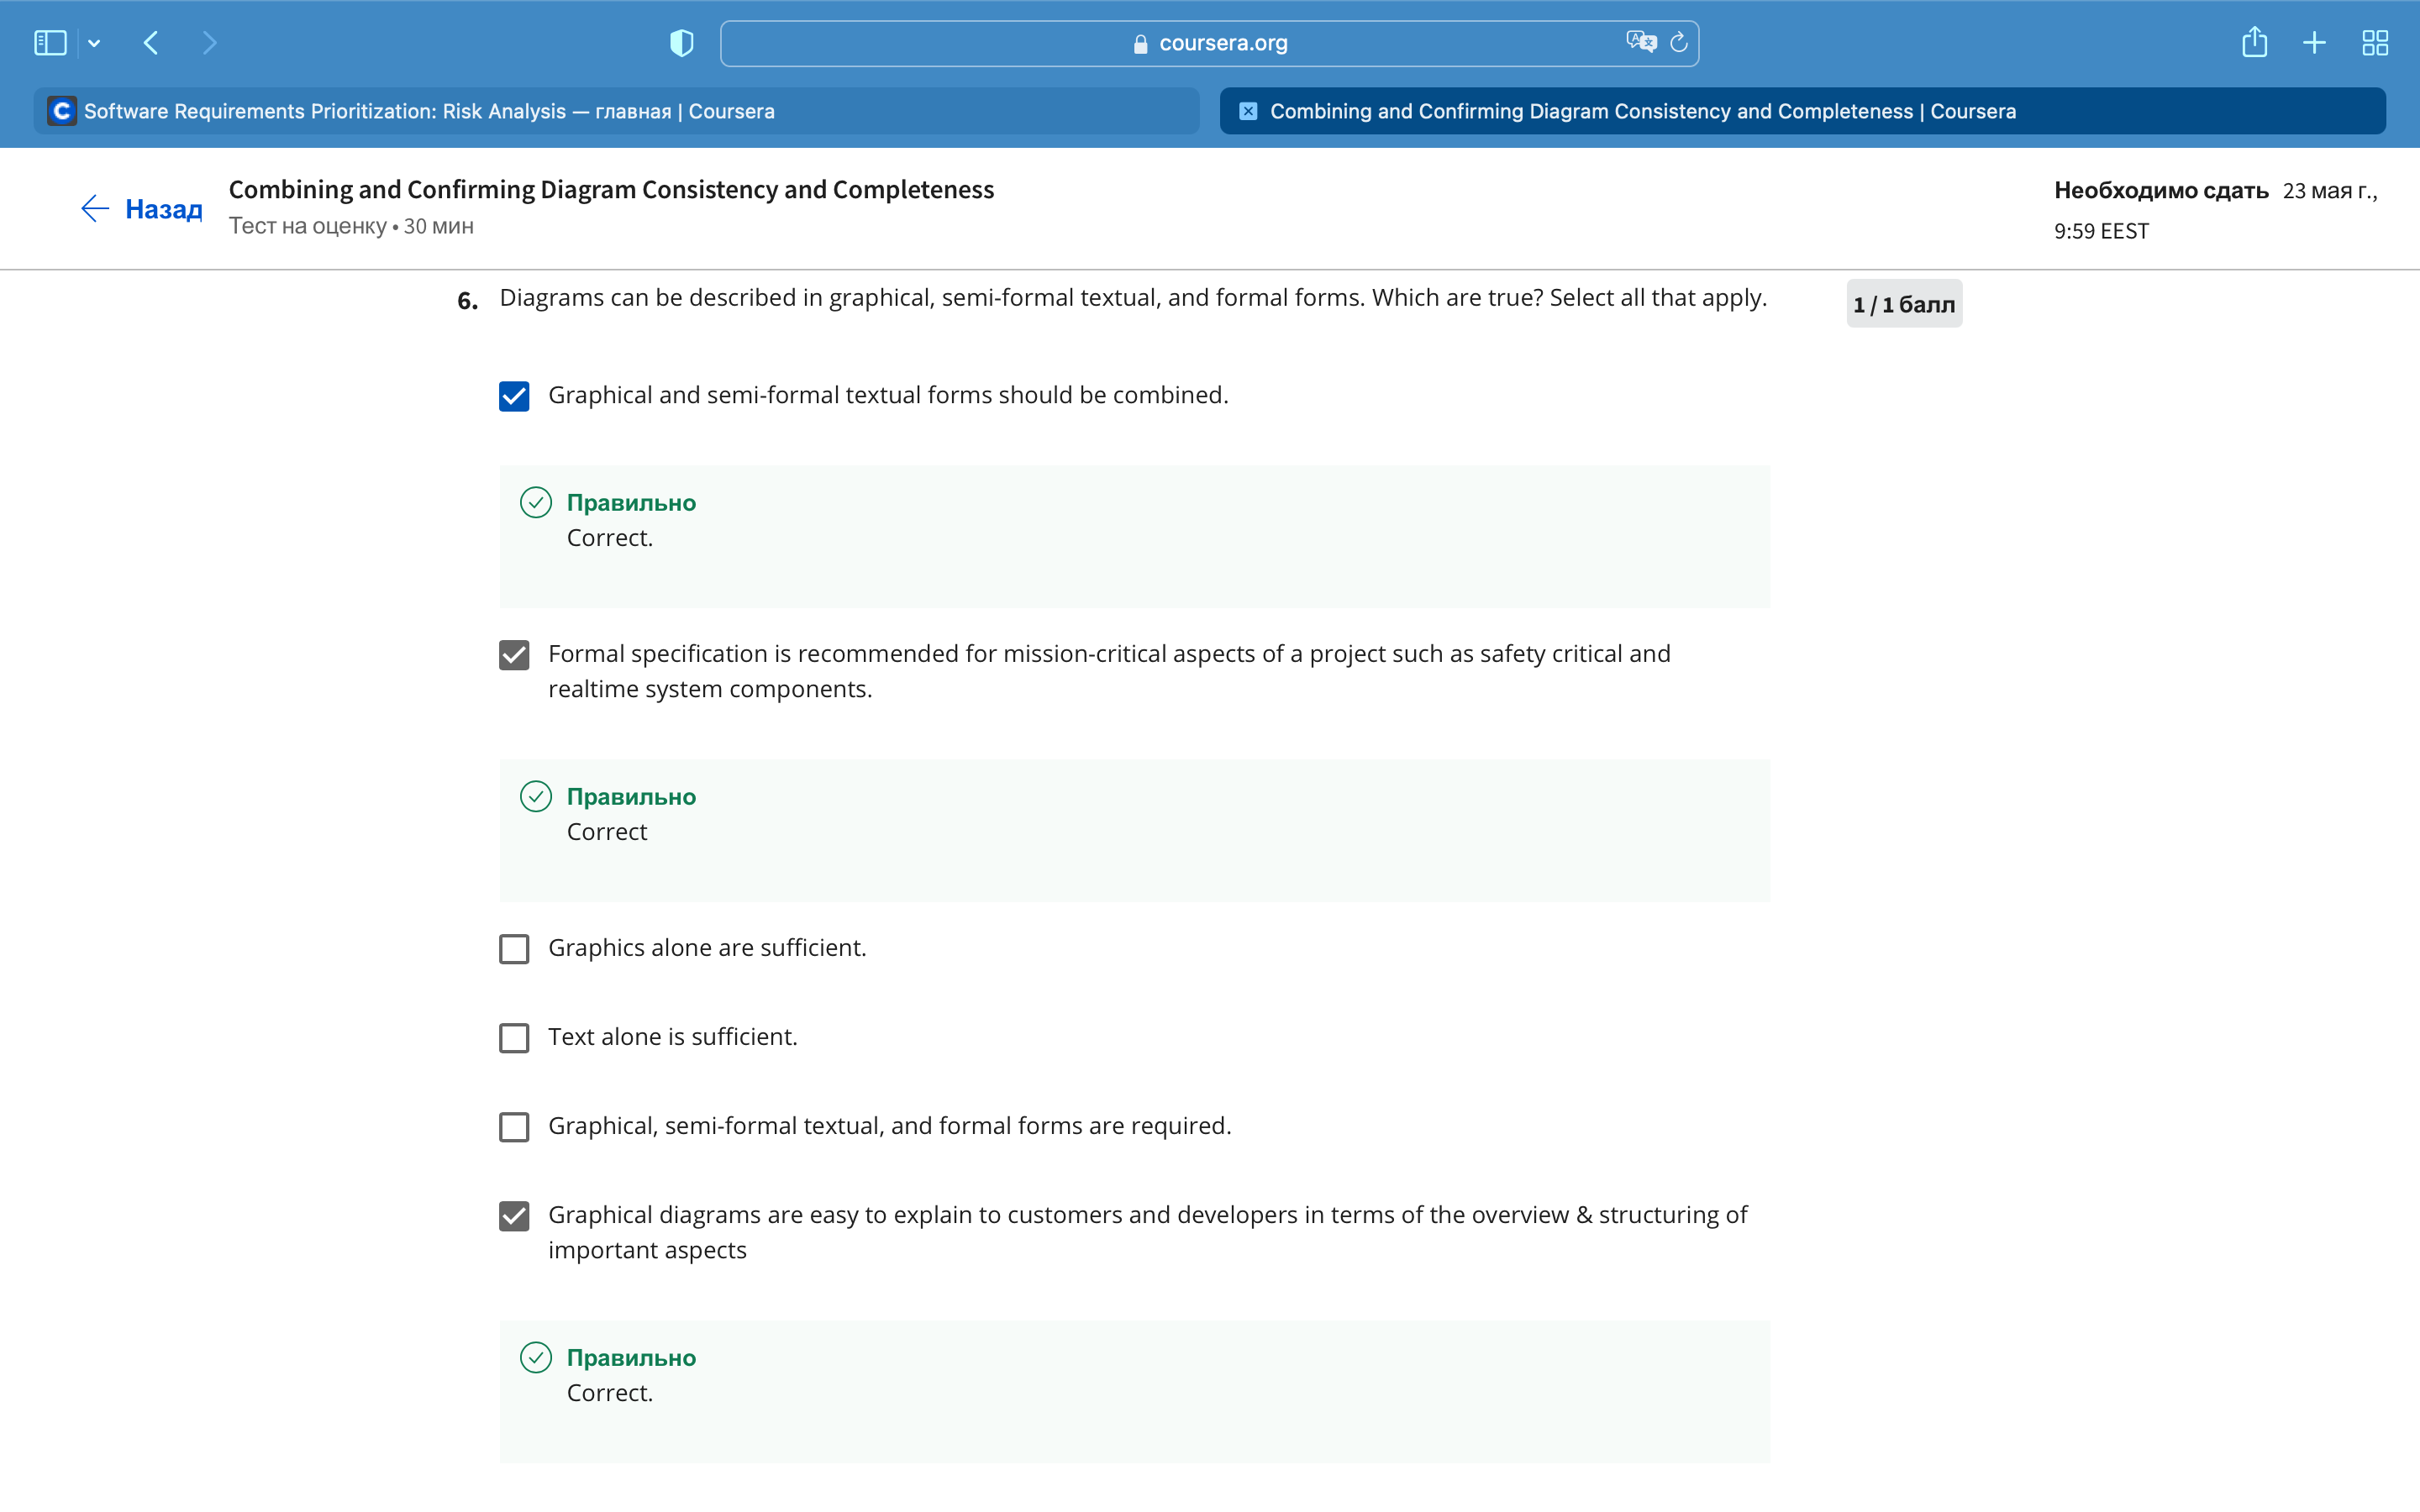 coursera.org
Software Requirements Prioritization: Risk Analysis — главная | Coursera
Combining and Confirming Diagram Consistency and Completeness | Coursera
Назад
Combining and Confirming Diagram Consistency and Completeness
Тест на оценку • 30 мин
Необходимо сдать 23 мая г.,
9:59 EEST
6. Diagrams can be described in graphical, semi-formal textual, and formal forms. Which are true? Select all that apply.
1 / 1 балл
Graphical and semi-formal textual forms should be combined.
Правильно
Correct.
Formal specification is recommended for mission-critical aspects of a project such as safety critical and
realtime system components.
Правильно
Correct
Graphics alone are sufficient.
Text alone is sufficient.
Graphical, semi-formal textual, and formal forms are required.
Graphical diagrams are easy to explain to customers and developers in terms of the overview & structuring of
important aspects
Правильно
Correct.